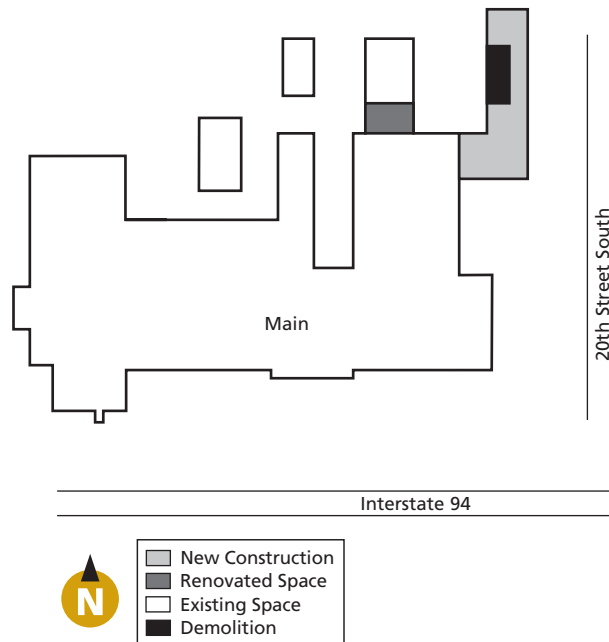 Main
20th Street South
Interstate 94
N
New Construction
Renovated Space
Existing Space
Demolition